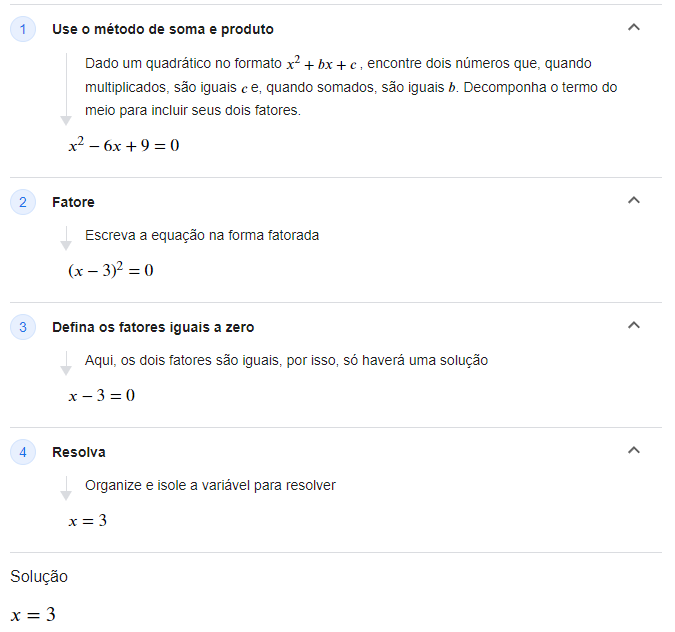 1 Use o método de soma e produto
Dado um quadrático no formato x² + bx + c , encontre dois números que, quando
multiplicados, são iguais c e, quando somados, são iguais b. Decomponha o termo do
meio para incluir seus dois fatores.
x² − 6x + 9 = 0
2 Fatore
Escreva a equação na forma fatorada
(x − 3)² = 0
3 Defina os fatores iguais a zero
Aqui, os dois fatores são iguais, por isso, só haverá uma solução
x − 3 = 0
4 Resolva
Organize e isole a variável para resolver
x = 3
Solução
x = 3